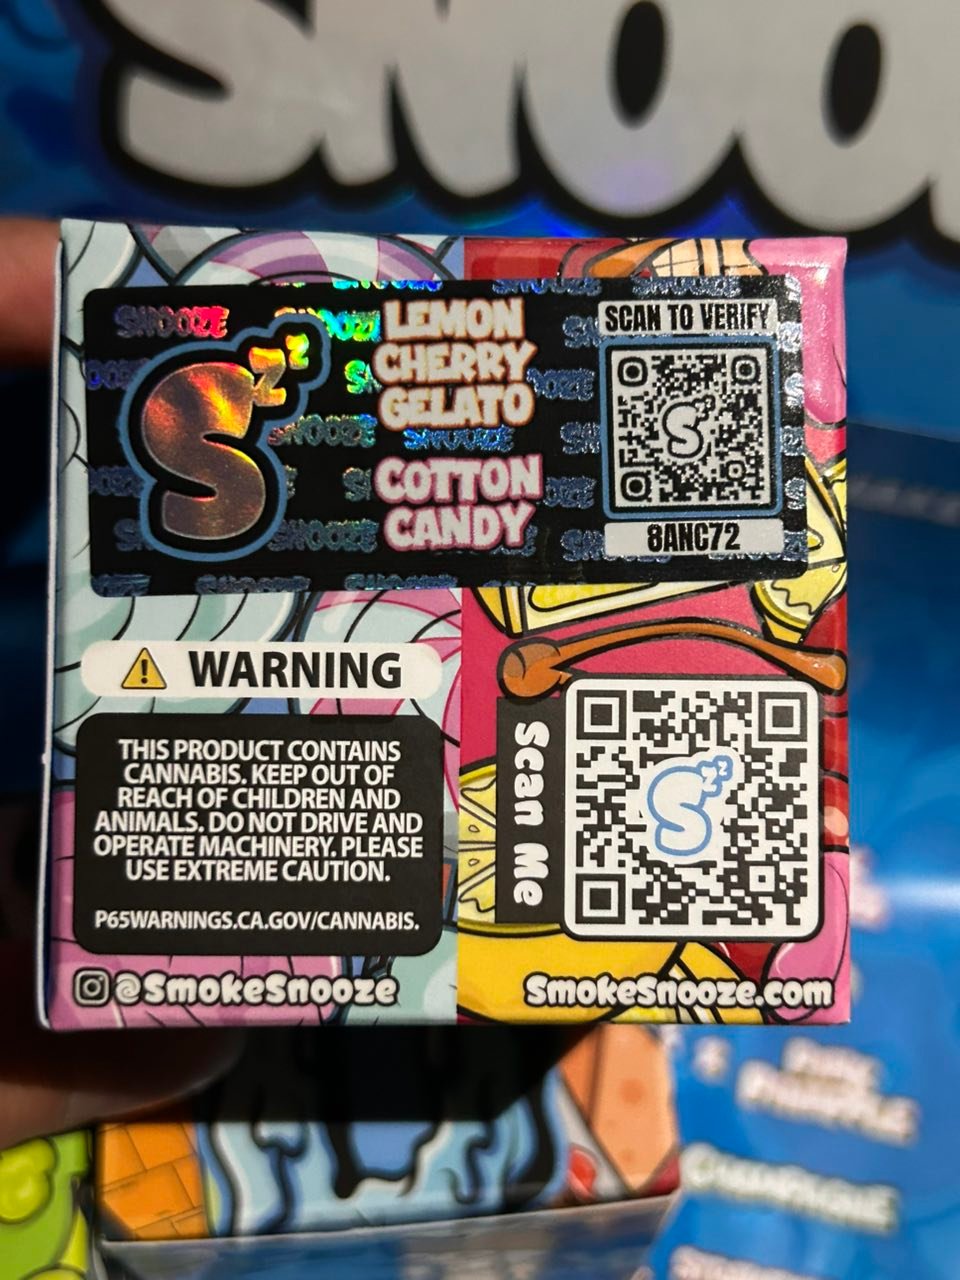 SNOOZ
SNOOZE
LEMON
CHERRY
GELATO
COTTON
CANDY
SCAN TO VERIFY
8ANC72
WARNING
THIS PRODUCT CONTAINS
CANNABIS. KEEP OUT OF
REACH OF CHILDREN AND
ANIMALS. DO NOT DRIVE AND
OPERATE MACHINERY. PLEASE
USE EXTREME CAUTION.
P65WARNINGS.CA.GOV/CANNABIS.
Scan Me
@SmokeSnooze
SmokeSnooze.com